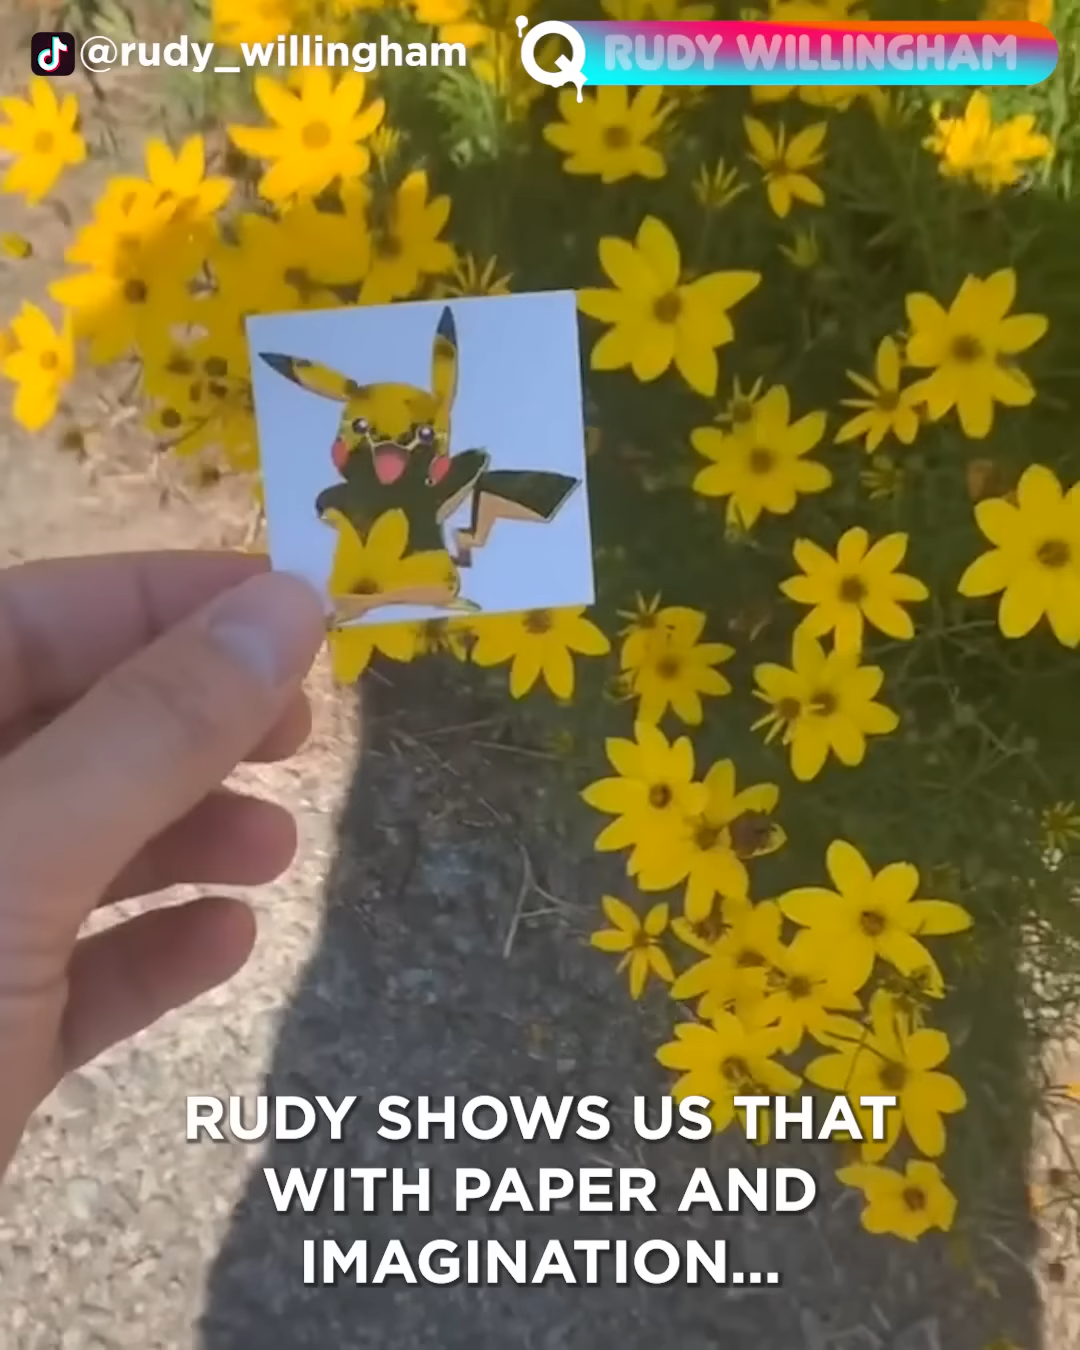 @rudy_willingham
RUDY WILLINGHAM
RUDY SHOWS US THAT
WITH PAPER AND
IMAGINATION...